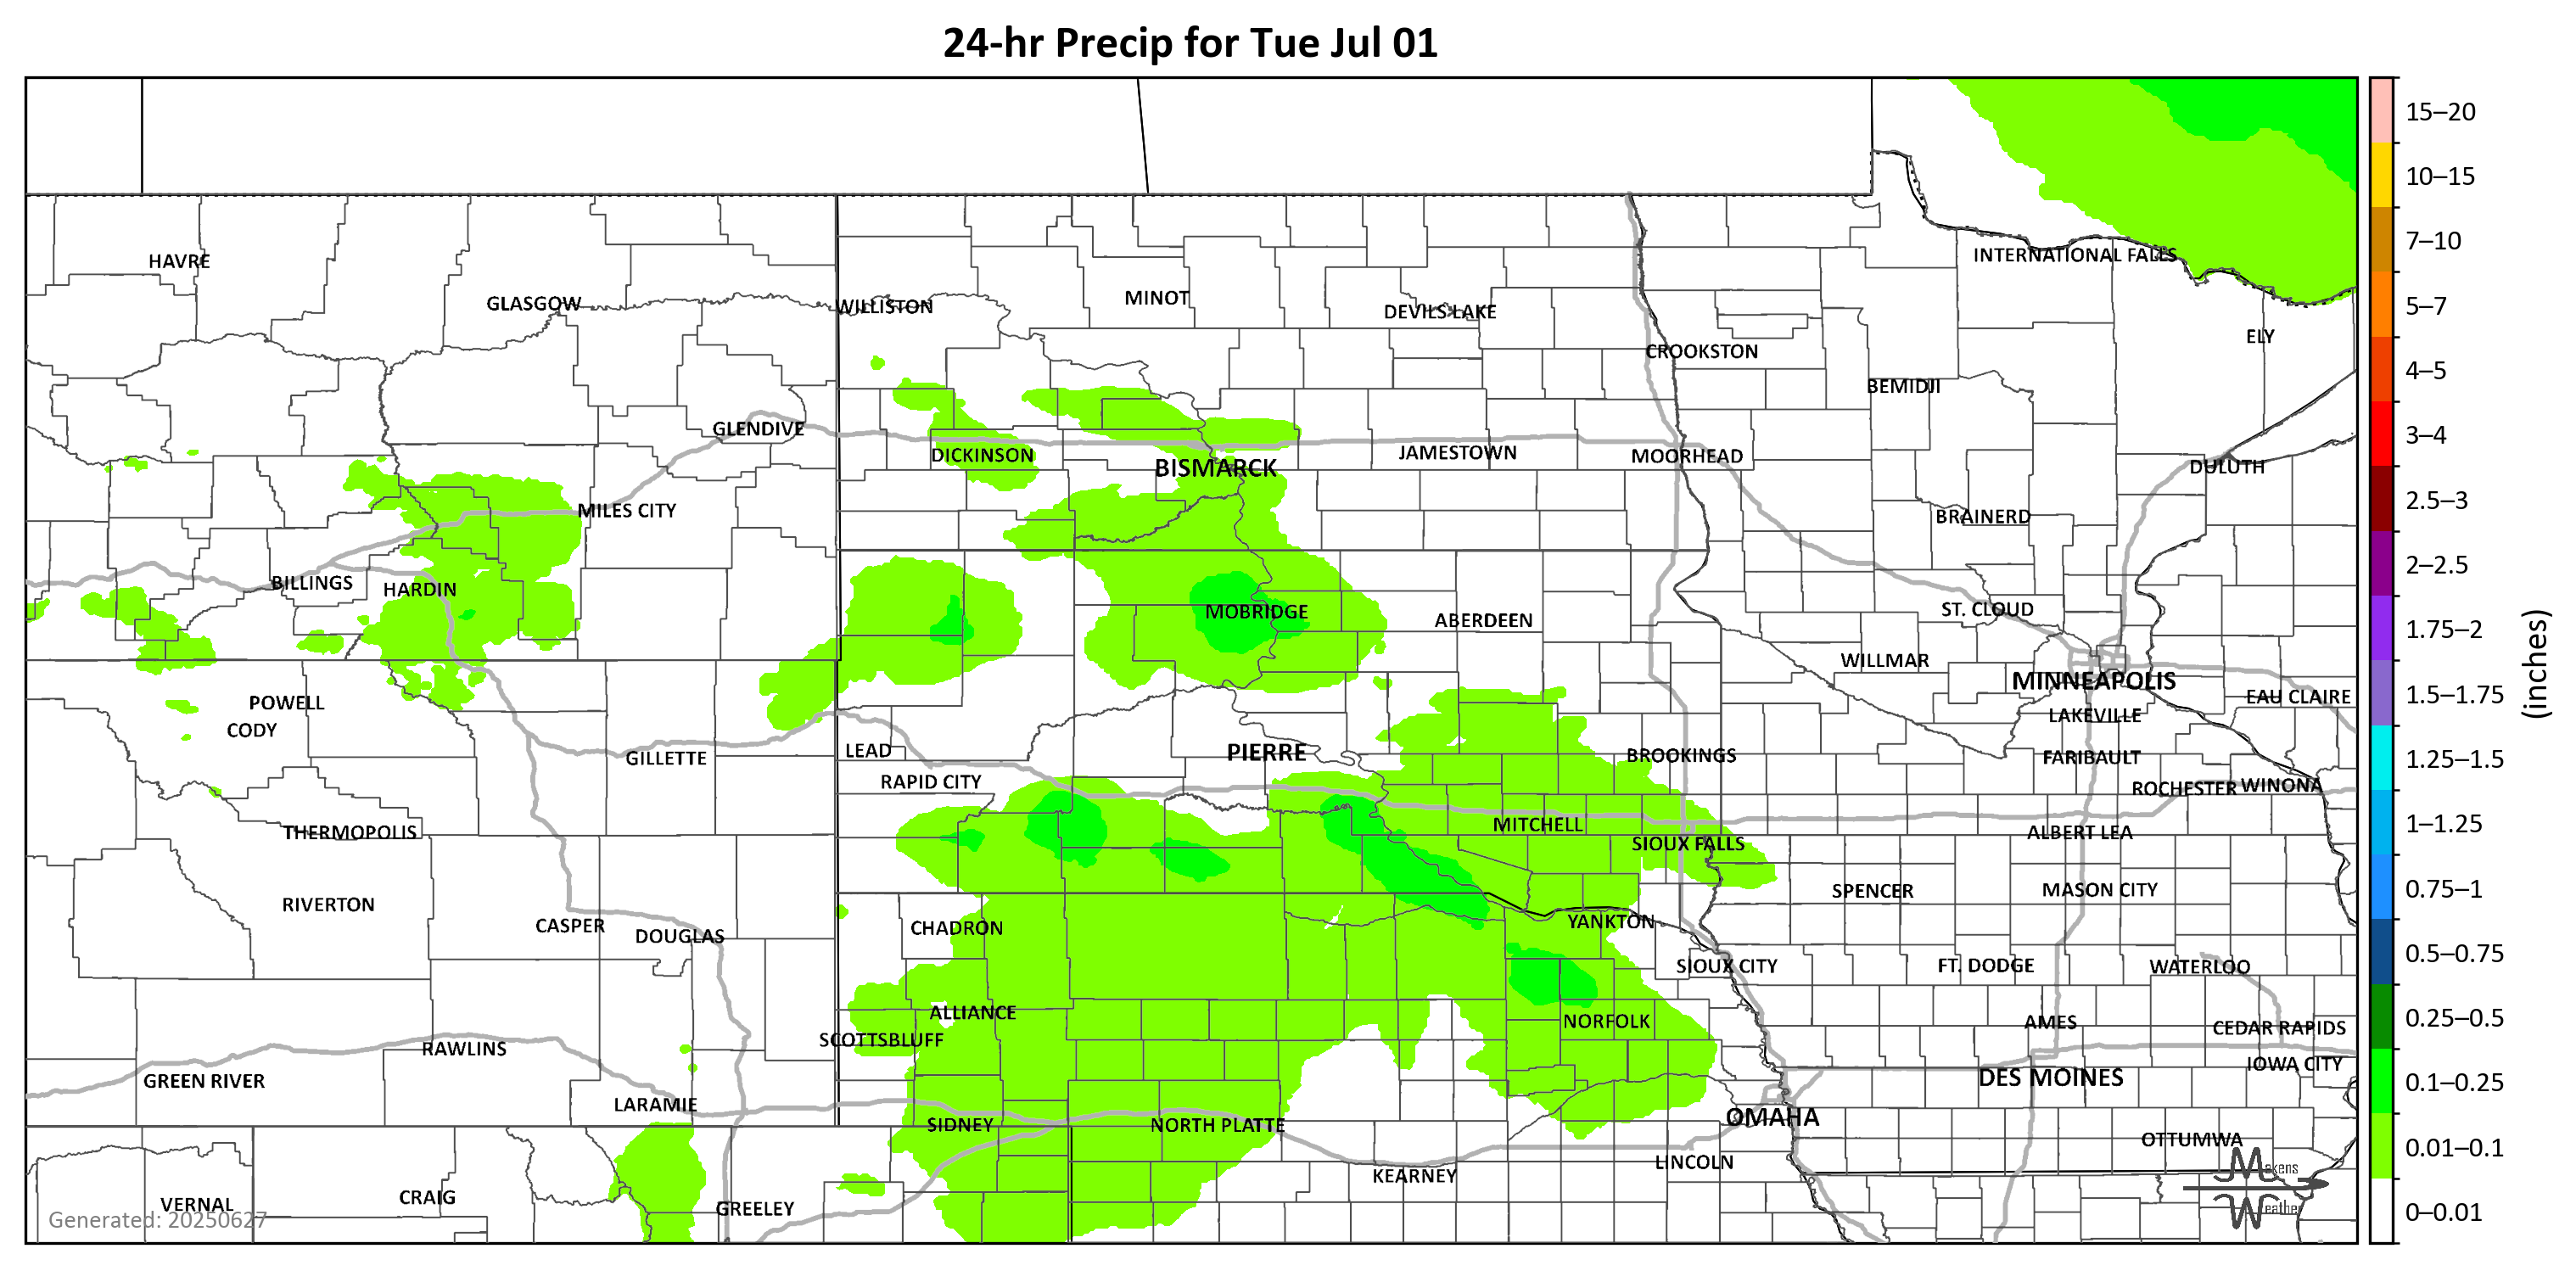 24-hr Precip for Tue Jul 01
15–20
10–15
7–10
5–7
4–5
3–4
2.5–3
2–2.5
1.75–2
1.5–1.75
1.25–1.5
1–1.25
0.75–1
0.5–0.75
0.25–0.5
0.1–0.25
0.01–0.1
0–0.01
(inches)
HAVRE
INTERNATIONAL FALLS
GLASGOW
WILLISTON
MINOT
DEVILS LAKE
ELY
CROOKSTON
BEMIDJI
GLENDIVE
DICKINSON
BISMARCK
JAMESTOWN
MOORHEAD
DULUTH
MILES CITY
BRAINERD
BILLINGS
HARDIN
MOBRIDGE
ABERDEEN
ST. CLOUD
WILLMAR
MINNEAPOLIS
EAU CLAIRE
POWELL
CODY
LAKEVILLE
GILLETTE
LEAD
PIERRE
BROOKINGS
FARIBAULT
RAPID CITY
ROCHESTER
WINONA
THERMOPOLIS
MITCHELL
SIOUX FALLS
ALBERT LEA
RIVERTON
SPENCER
MASON CITY
CASPER
DOUGLAS
CHADRON
YANKTON
SIOUX CITY
FT. DODGE
WATERLOO
ALLIANCE
NORFOLK
AMES
CEDAR RAPIDS
SCOTTSBLUFF
RAWLINS
IOWA CITY
GREEN RIVER
DES MOINES
LARAMIE
SIDNEY
NORTH PLATTE
OMAHA
OTTUMWA
KEARNEY
LINCOLN
VERNAL
CRAIG
GREELEY
Generated: 20250627
Makens
Weather